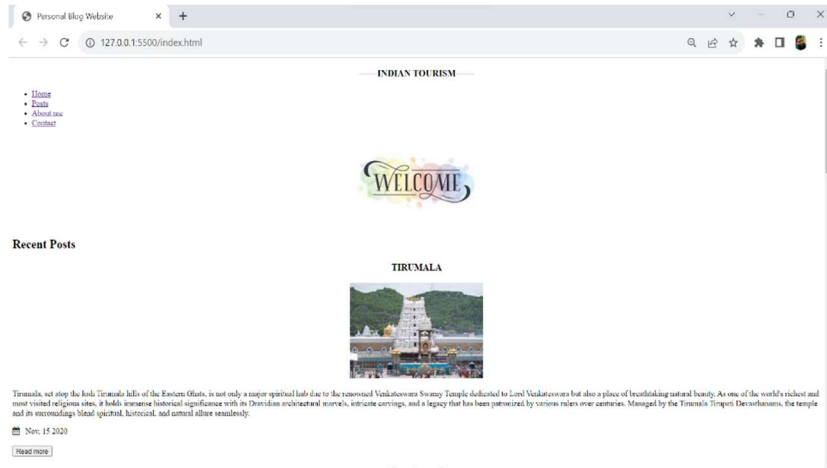 Personal Blog Website
127.0.0.1:5500/index.html
-----INDIAN TOURISM-----
Home
Posts
About me
Contact
WELCOME
Recent Posts
TIRUMALA
Tirumala, set atop the lush Tirumala hills of the Eastern Ghats, is not only a major spiritual hub due to the renowned Venkateswara Swamy Temple dedicated to Lord Venkateswara but also a place of breathtaking natural beauty. As one of the world's richest and
most visited religious sites, it holds immense historical significance with its Dravidian architectural marvels, intricate carvings, and a legacy that has been patronized by various rulers over centuries. Managed by the Tirumala Tirupati Devasthanams, the temple
and its surroundings blend spiritual, historical, and natural allure seamlessly.
Nov, 15 2020
Read more